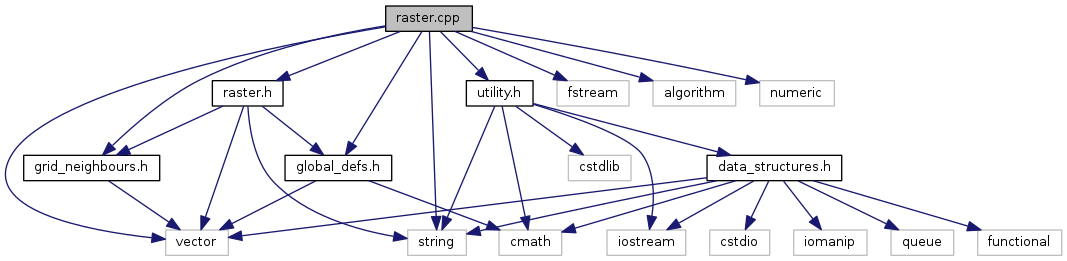 raster.cpp
raster.h
utility.h
fstream
algorithm
numeric
grid_neighbours.h
global_defs.h
cstdlib
data_structures.h
vector
string
cmath
iostream
cstdio
iomanip
queue
functional